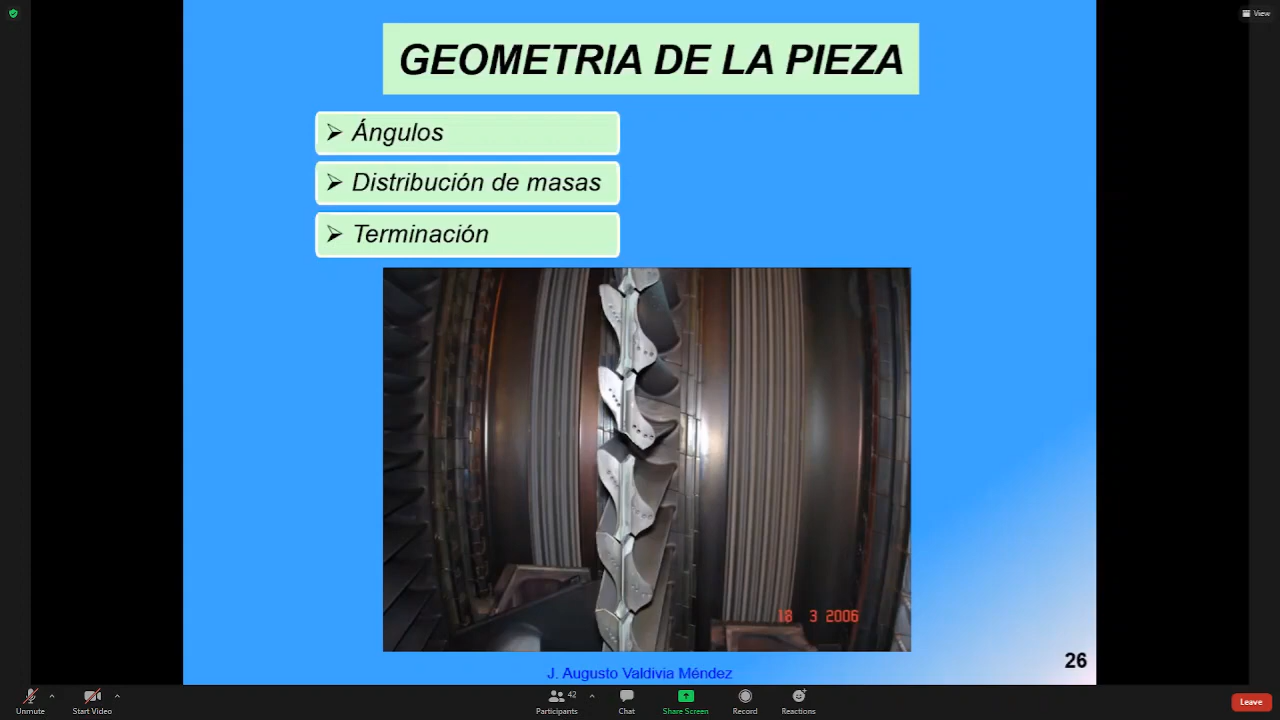 View
GEOMETRIA DE LA PIEZA
➢ Ángulos
➢ Distribución de masas
➢ Terminación
18 3 2006
J. Augusto Valdivia Méndez
26
Unmute
Start Video
Participants
42
Chat
Share Screen
Record
Reactions
Leave